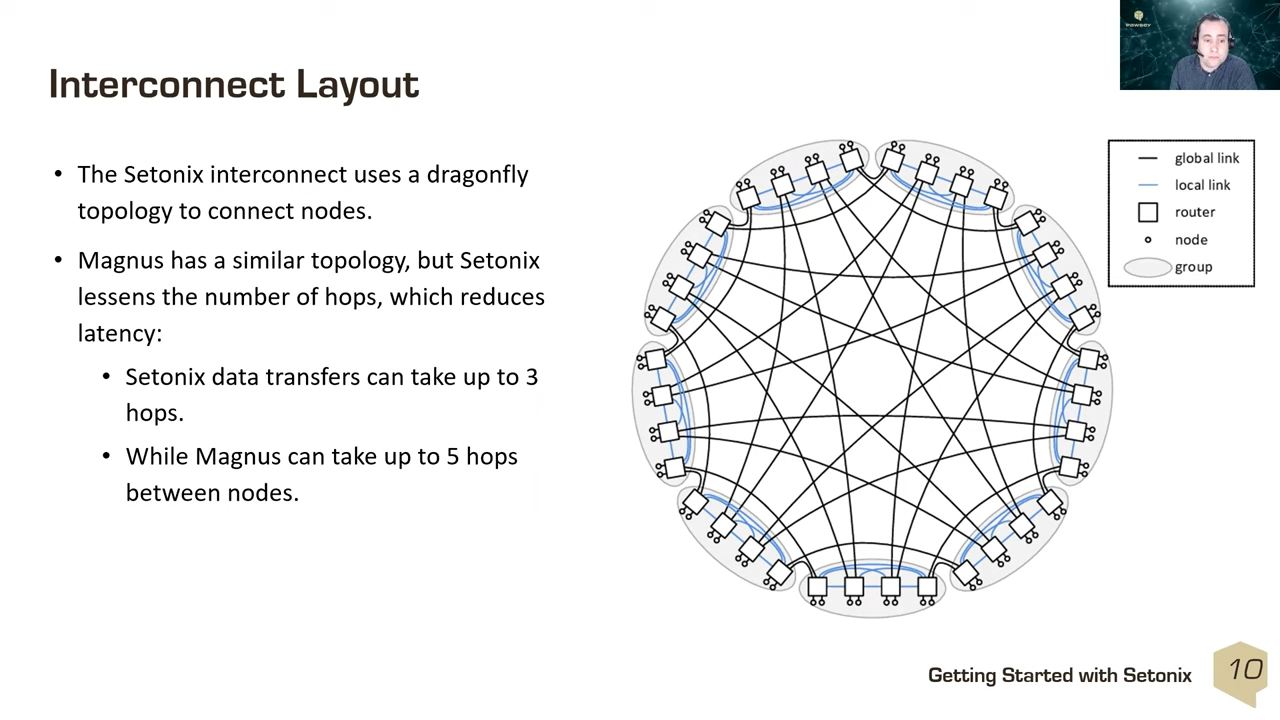 PAWSEY
Interconnect Layout
• The Setonix interconnect uses a dragonfly
topology to connect nodes.
• Magnus has a similar topology, but Setonix
lessens the number of hops, which reduces
latency:
• Setonix data transfers can take up to 3
hops.
• While Magnus can take up to 5 hops
between nodes.
global link
local link
router
node
group
Getting Started with Setonix
10